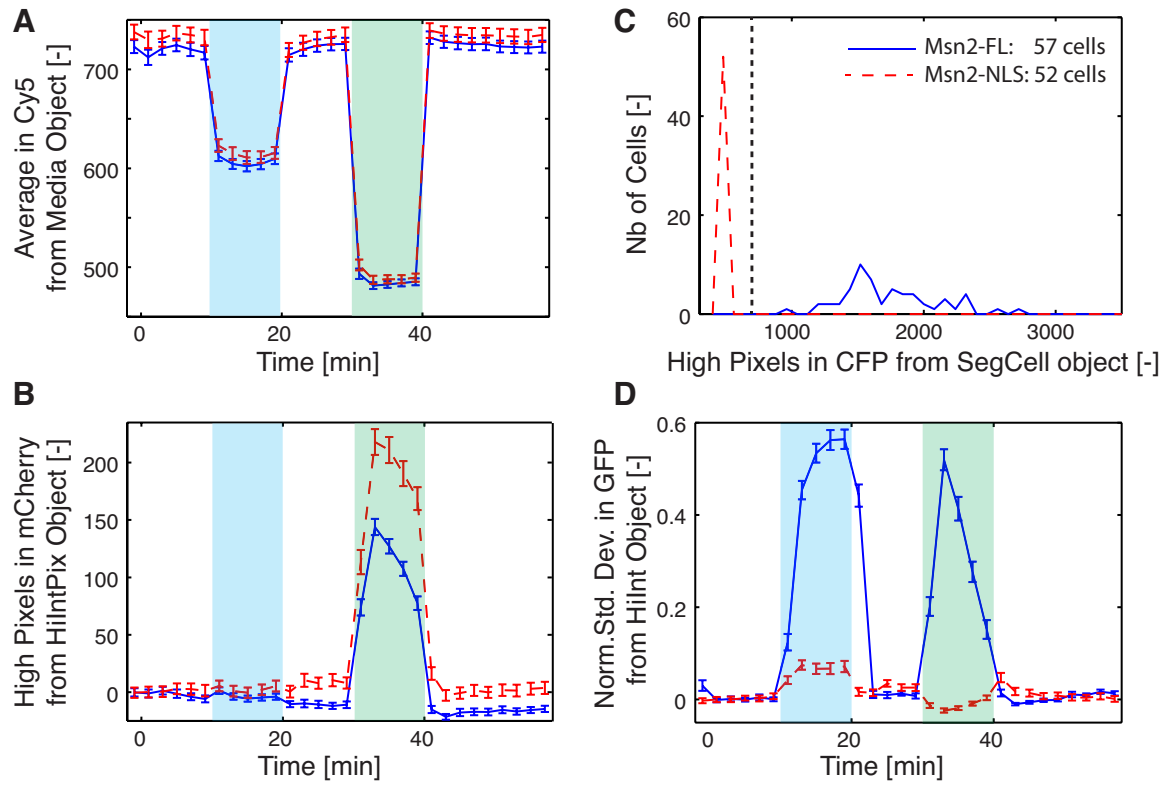 A
Average in Cy5
from Media Object [-]
700
600
500
0
20
40
Time [min]
C
Nb of Cells [-]
60
40
20
0
Msn2-FL: 57 cells
Msn2-NLS: 52 cells
1000
2000
3000
High Pixels in CFP from SegCell object [-]
B
High Pixels in mCherry
from HiIntPix Object [-]
200
150
100
50
0
0
20
40
Time [min]
D
Norm.Std. Dev. in GFP
from HiInt Object [-]
0.6
0.4
0.2
0
0
20
40
Time [min]